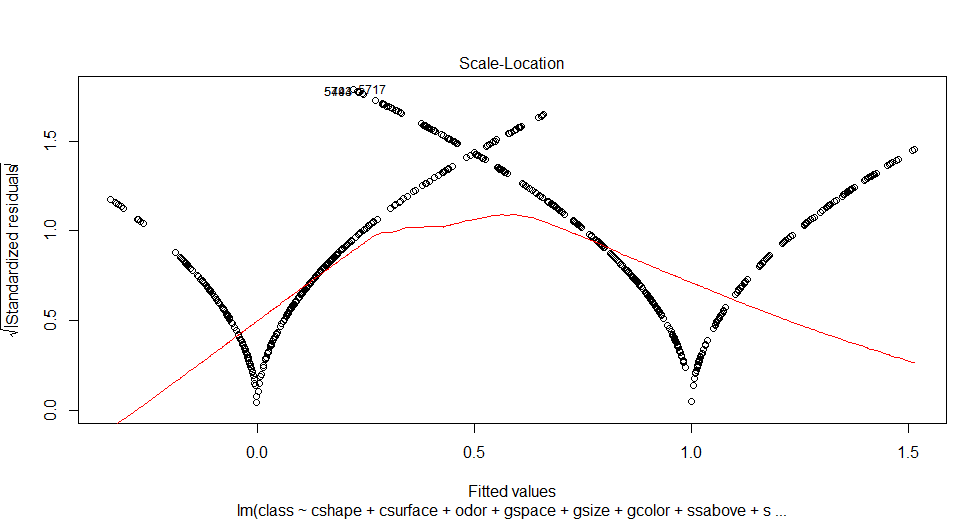 Scale-Location
5717
√|Standardized residuals|
0.0 0.5 1.0 1.5
0.0 0.5 1.0 1.5
Fitted values
lm(class ~ cshape + csurface + odor + gspace + gsize + gcolor + ssabove + s ...